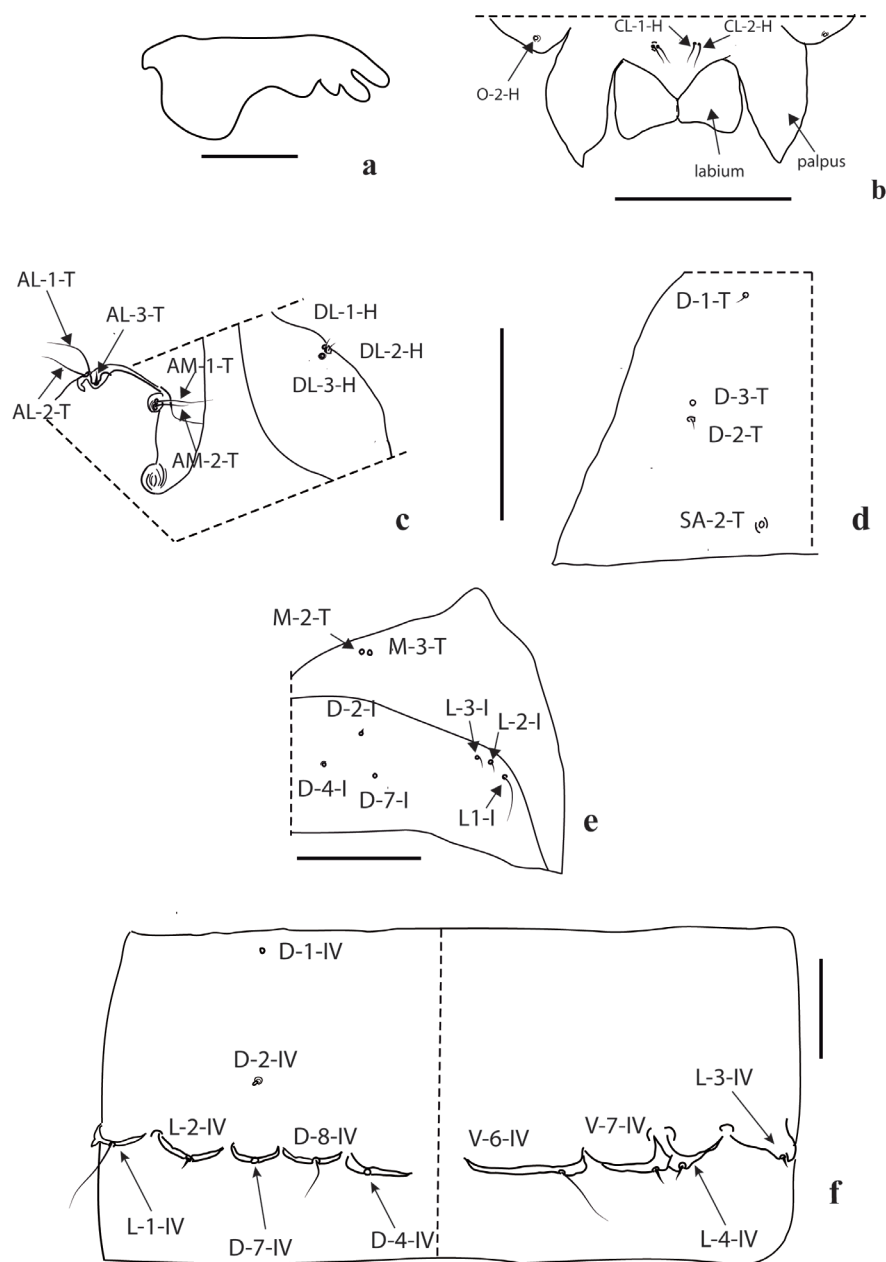 a
CL-1-H
CL-2-H
O-2-H
labium
palpus
b
AL-1-T
AL-3-T
AM-1-T
AL-2-T
AM-2-T
DL-1-H
DL-2-H
DL-3-H
c
D-1-T
D-3-T
D-2-T
SA-2-T
d
M-2-T
M-3-T
D-2-I
L-3-I
L-2-I
D-4-I
D-7-I
L1-I
e
D-1-IV
D-2-IV
L-2-IV
D-8-IV
L-1-IV
D-7-IV
D-4-IV
V-6-IV
V-7-IV
L-3-IV
L-4-IV
f